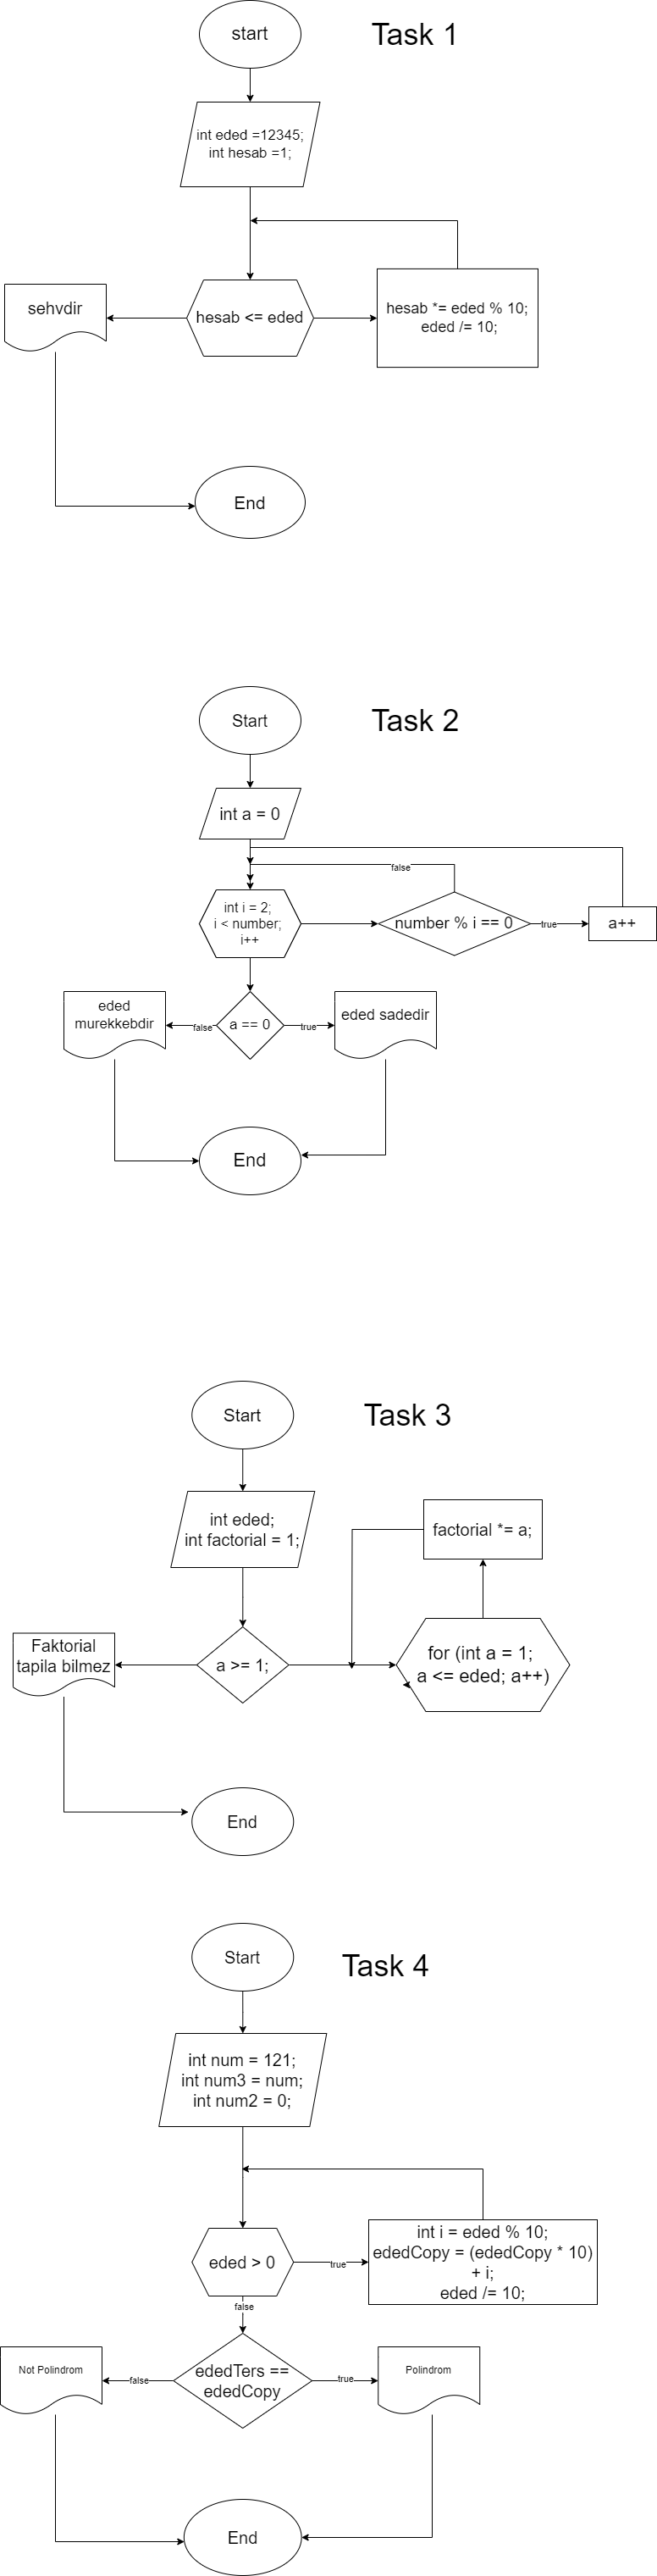 start
Task 1
int eded =12345;
int hesab =1;
sehvdir
hesab <= eded
hesab *= eded % 10;
eded /= 10;
End
Start
Task 2
int a = 0
false
int i = 2;
i < number;
i++
number % i == 0
true
a++
eded
murekkebdir
false
a == 0
true
eded sadedir
End
Start
Task 3
int eded;
int factorial = 1;
factorial *= a;
Faktorial
tapila bilmez
a >= 1;
for (int a = 1;
a <= eded; a++)
End
Start
Task 4
int num = 121;
int num3 = num;
int num2 = 0;
eded > 0
true
int i = eded % 10;
ededCopy = (ededCopy * 10)
+ i;
eded /= 10;
false
Not Polindrom
false
ededTers ==
ededCopy
true
Polindrom
End